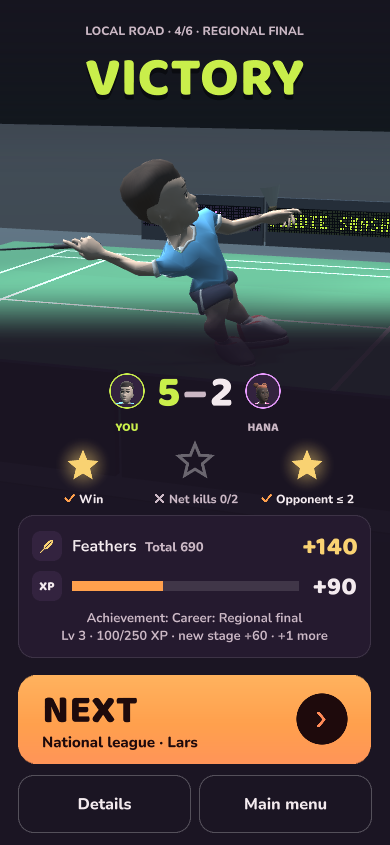 LOCAL ROAD · 4/6 · REGIONAL FINAL
VICTORY
5–2
YOU
HANA
Win
Net kills 0/2
Opponent ≤ 2
Feathers Total 690 +140
XP +90
Achievement: Career: Regional final
Lv 3 · 100/250 XP · new stage +60 · +1 more
NEXT
National league · Lars
Details
Main menu